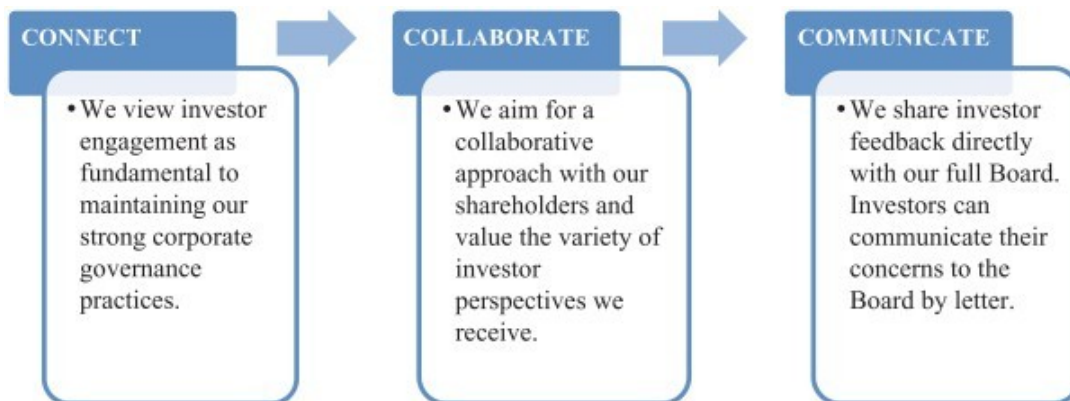 CONNECT
• We view investor
engagement as
fundamental to
maintaining our
strong corporate
governance
practices.
COLLABORATE
• We aim for a
collaborative
approach with our
shareholders and
value the variety of
investor
perspectives we
receive.
COMMUNICATE
• We share investor
feedback directly
with our full Board.
Investors can
communicate their
concerns to the
Board by letter.